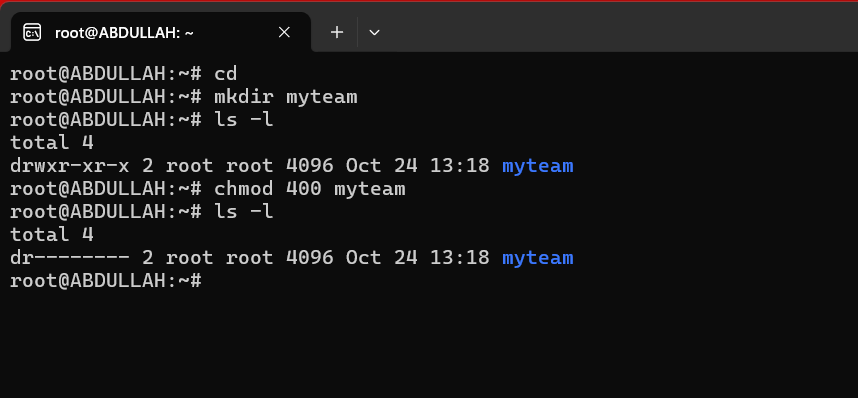 root@ABDULLAH: ~
root@ABDULLAH:~# cd
root@ABDULLAH:~# mkdir myteam
root@ABDULLAH:~# ls -l
total 4
drwxr-xr-x 2 root root 4096 Oct 24 13:18 myteam
root@ABDULLAH:~# chmod 400 myteam
root@ABDULLAH:~# ls -l
total 4
dr-------- 2 root root 4096 Oct 24 13:18 myteam
root@ABDULLAH:~#